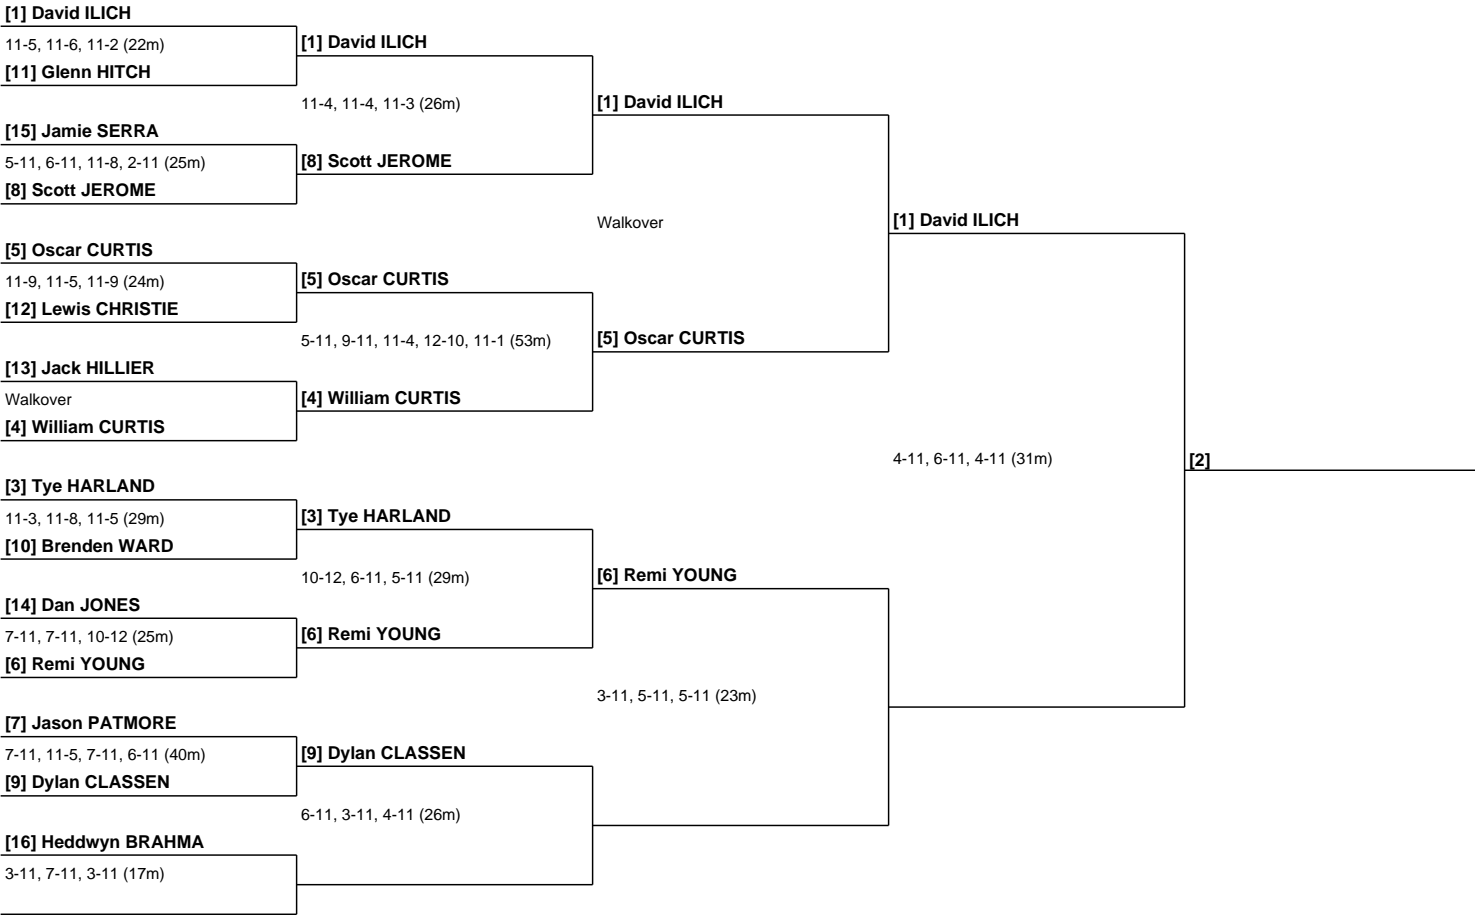 [1] David ILICH
11-5, 11-6, 11-2 (22m)
[11] Glenn HITCH
[15] Jamie SERRA
5-11, 6-11, 11-8, 2-11 (25m)
[8] Scott JEROME
[5] Oscar CURTIS
11-9, 11-5, 11-9 (24m)
[12] Lewis CHRISTIE
[13] Jack HILLIER
Walkover
[4] William CURTIS
[3] Tye HARLAND
11-3, 11-8, 11-5 (29m)
[10] Brenden WARD
[14] Dan JONES
7-11, 7-11, 10-12 (25m)
[6] Remi YOUNG
[7] Jason PATMORE
7-11, 11-5, 7-11, 6-11 (40m)
[9] Dylan CLASSEN
[16] Heddwyn BRAHMA
3-11, 7-11, 3-11 (17m)
[1] David ILICH
11-4, 11-4, 11-3 (26m)
[8] Scott JEROME
[5] Oscar CURTIS
5-11, 9-11, 11-4, 12-10, 11-1 (53m)
[4] William CURTIS
[3] Tye HARLAND
10-12, 6-11, 5-11 (29m)
[6] Remi YOUNG
[9] Dylan CLASSEN
6-11, 3-11, 4-11 (26m)
[1] David ILICH
Walkover
[5] Oscar CURTIS
[6] Remi YOUNG
3-11, 5-11, 5-11 (23m)
[1] David ILICH
4-11, 6-11, 4-11 (31m)
[2]